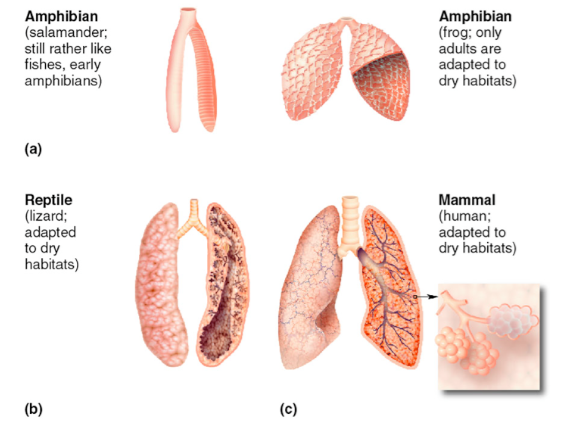 Amphibian
(salamander;
still rather like
fishes, early
amphibians)
Amphibian
(frog; only
adults are
adapted to
dry habitats)
(a)
Reptile
(lizard;
adapted
to dry
habitats)
Mammal
(human;
adapted to
dry habitats)
(b)
(c)